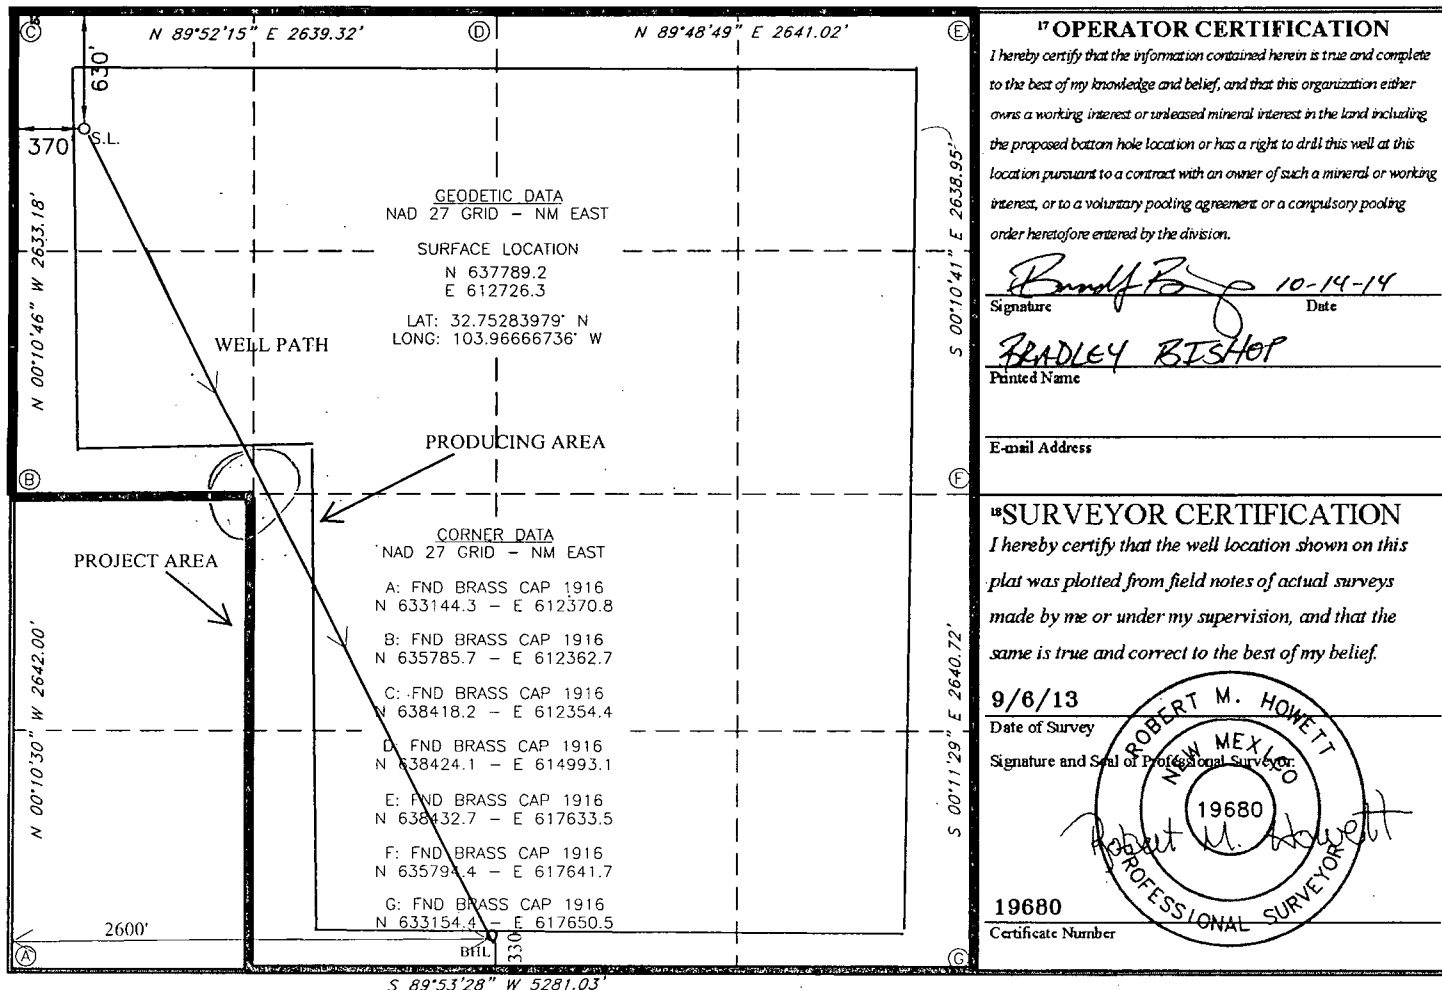 16
C
N 89°52'15" E 2639.32'
D
N 89°48'49" E 2641.02'
E
630'
370'
S.L.
N 00°10'46" W 2633.18'
S 00°10'41" E 2638.95'
GEODETIC DATA
NAD 27 GRID - NM EAST
SURFACE LOCATION
N 637789.2
E 612726.3
LAT: 32.75283979° N
LONG: 103.96666736° W
WELL PATH
PRODUCING AREA
B
F
PROJECT AREA
CORNER DATA
NAD 27 GRID - NM EAST
A: FND BRASS CAP 1916
N 633144.3 - E 612370.8
B: FND BRASS CAP 1916
N 635785.7 - E 612362.7
C: FND BRASS CAP 1916
N 638418.2 - E 612354.4
D: FND BRASS CAP 1916
N 638424.1 - E 614993.1
E: FND BRASS CAP 1916
N 638432.7 - E 617633.5
F: FND BRASS CAP 1916
N 635794.4 - E 617641.7
G: FND BRASS CAP 1916
N 633154.4 - E 617650.5
N 00°10'30" W 2642.00'
S 00°11'29" E 2640.72'
2600'
BHL
330
A
G
S 89°53'28" W 5281.03'
17 OPERATOR CERTIFICATION
I hereby certify that the information contained herein is true and complete
to the best of my knowledge and belief, and that this organization either
owns a working interest or unleased mineral interest in the land including
the proposed bottom hole location or has a right to drill this well at this
location pursuant to a contract with an owner of such a mineral or working
interest, or to a voluntary pooling agreement or a compulsory pooling
order heretofore entered by the division.
10-14-14
Signature Date
BRADLEY BISHOP
Printed Name
E-mail Address
18 SURVEYOR CERTIFICATION
I hereby certify that the well location shown on this
plat was plotted from field notes of actual surveys
made by me or under my supervision, and that the
same is true and correct to the best of my belief.
9/6/13
Date of Survey
Signature and Seal of Professional Surveyor:
ROBERT M. HOWETT
NEW MEXICO
19680
PROFESSIONAL SURVEYOR
Robert M. Howett
19680
Certificate Number